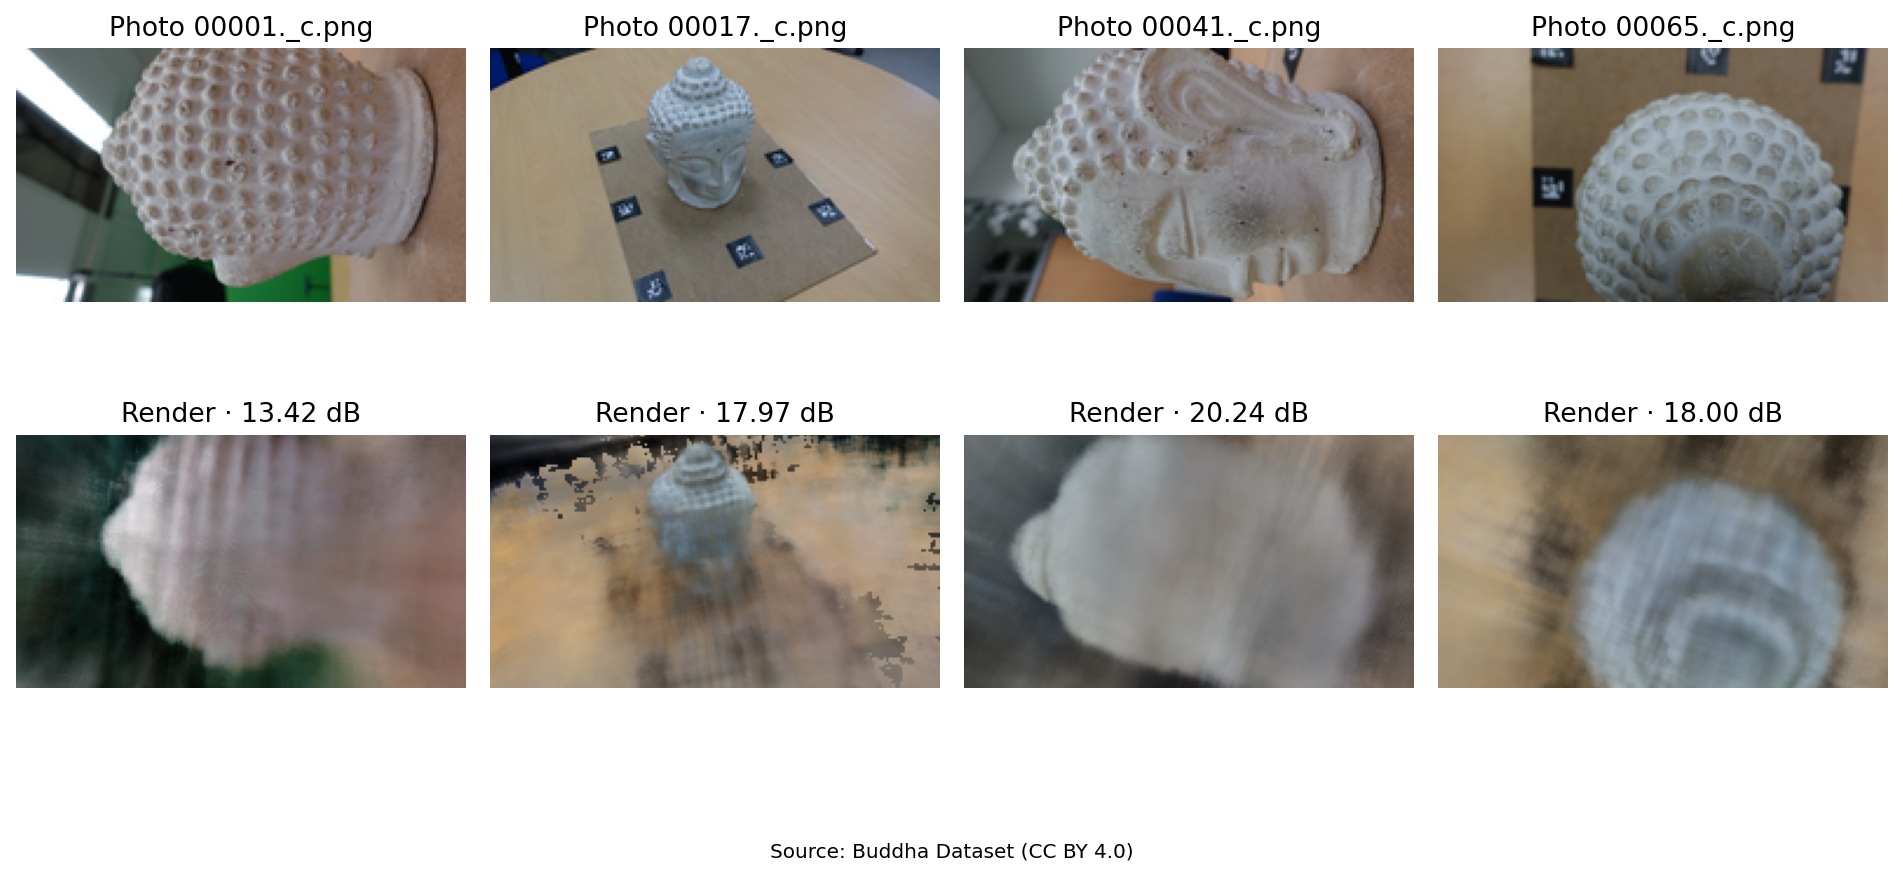 Photo 00001._c.png
Photo 00017._c.png
Photo 00041._c.png
Photo 00065._c.png
Render · 13.42 dB
Render · 17.97 dB
Render · 20.24 dB
Render · 18.00 dB
Source: Buddha Dataset (CC BY 4.0)